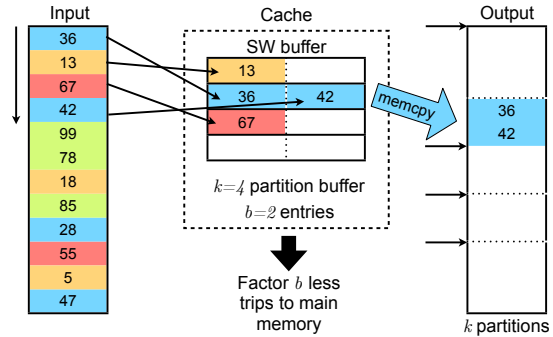 Input
36
13
67
42
99
78
18
85
28
55
5
47
Cache
SW buffer
13
36 42
67
k=4 partition buffer
b=2 entries
Factor b less
trips to main
memory
memcpy
Output
36
42
k partitions